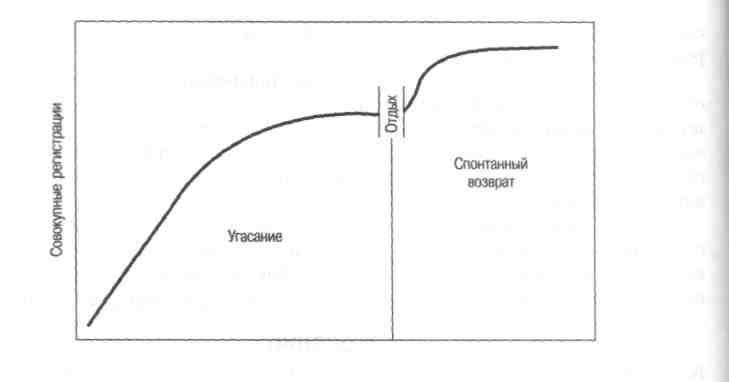 Совокупные регистрации
Угасание
Отдых
Спонтанный
возврат